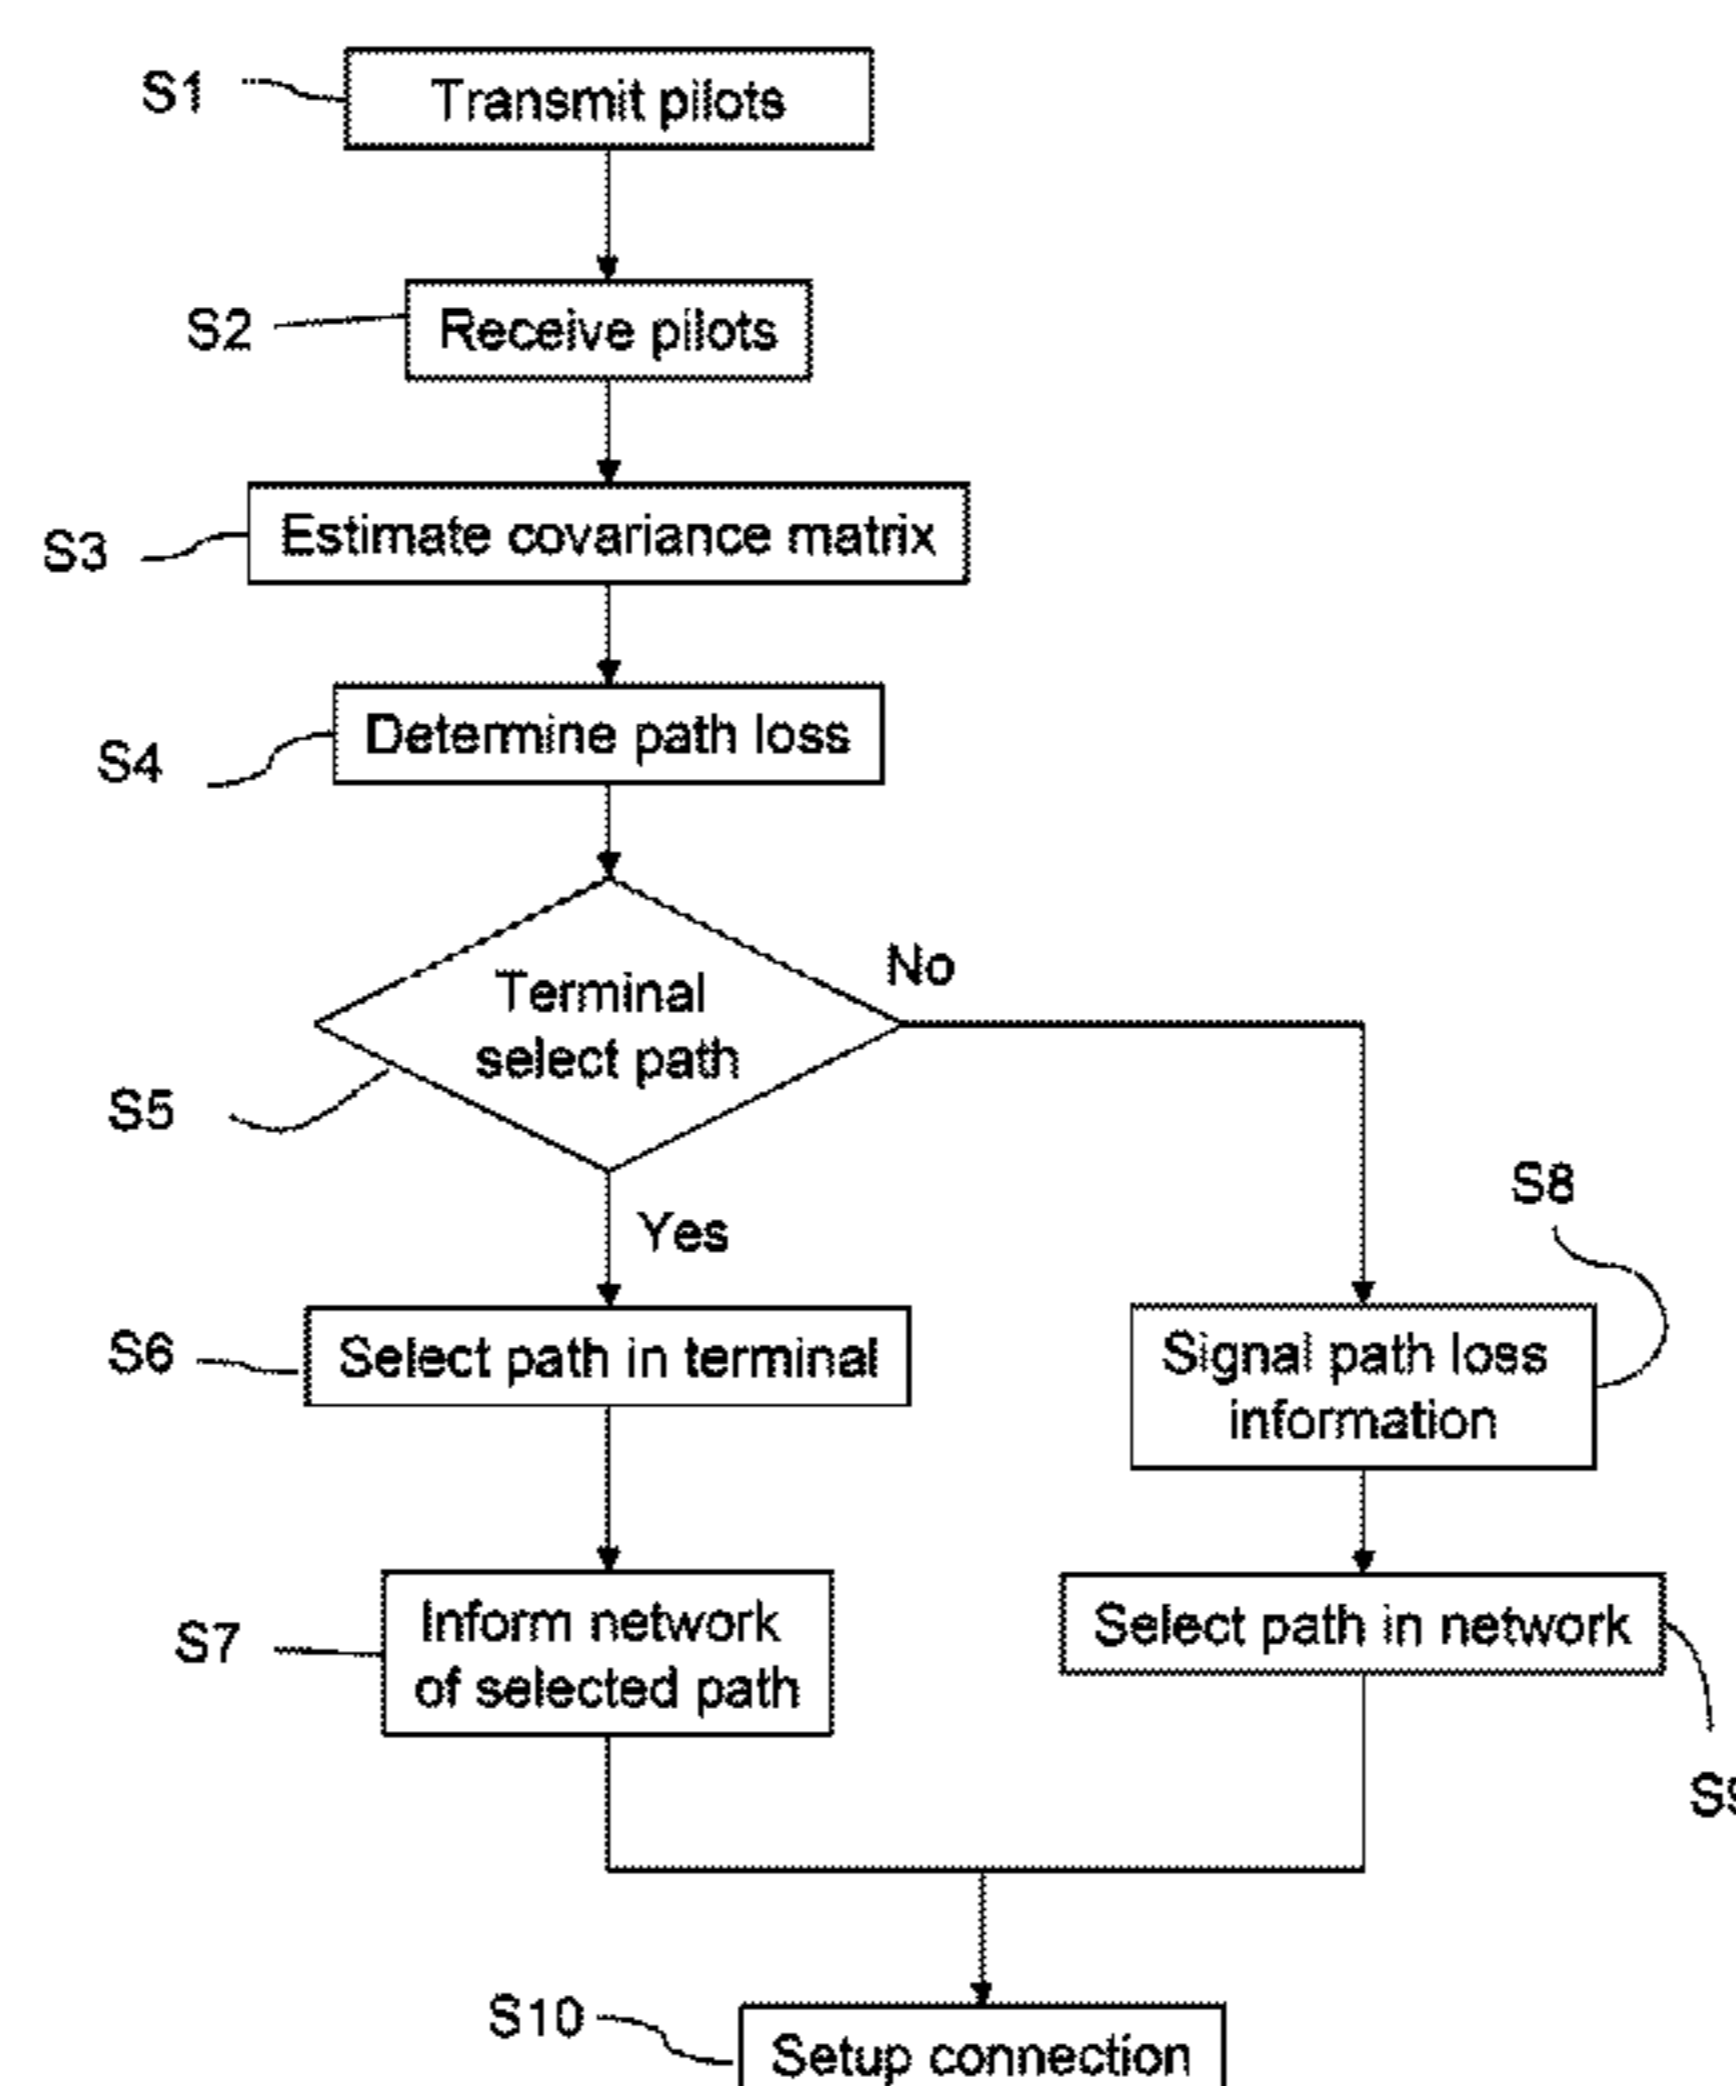 S1
Transmit pilots
S2
Receive pilots
S3
Estimate covariance matrix
S4
Determine path loss
No
Terminal
select path
S5
Yes
S8
S6
Select path in terminal
Signal path loss
information
S7
Inform network
of selected path
Select path in network
S9
S10
Setup connection